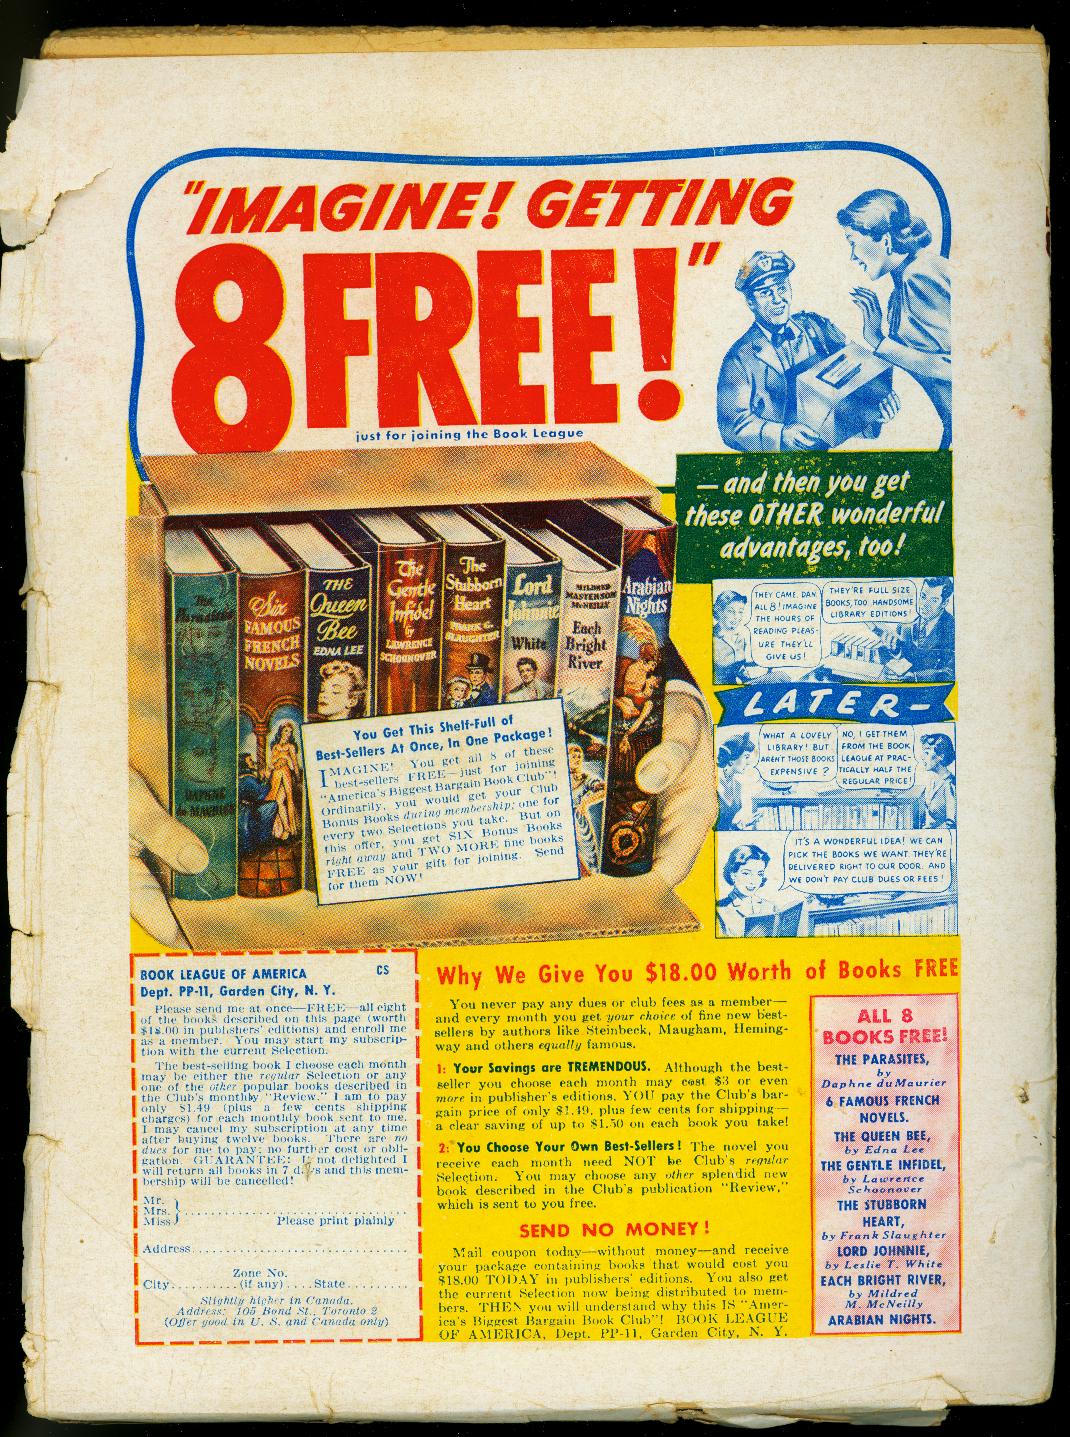 "IMAGINE! GETTING
8 FREE!"
just for joining the Book League
— and then you get
these OTHER wonderful
advantages, too!
The
Parasites
Six
FAMOUS
FRENCH
NOVELS
THE
Queen
Bee
EDNA LEE
The
Gentle
Infidel
by
LAWRENCE
SCHOONOVER
The
Stubborn
Heart
FRANK G.
SLAUGHTER
Lord
Johnnie
White
MILDRED
MASTERSON
McNEILLY
Each
Bright
River
Arabian
Nights
You Get This Shelf-Full of
Best-Sellers At Once, In One Package!
IMAGINE! You get all 8 of these
best-sellers FREE—just for joining
"America's Biggest Bargain Book Club"!
Ordinarily, you would get your Club
Bonus Books during membership; one for
every two Selections you take. But on
this offer, you get SIX Bonus Books
right away and TWO MORE fine books
FREE as your gift for joining. Send
for them NOW!
THEY CAME, DAN.
ALL 8! IMAGINE
THE HOURS OF
READING PLEAS-
URE THEY'LL
GIVE US!
THEY'RE FULL SIZE
BOOKS, TOO. HANDSOME
LIBRARY EDITIONS!
LATER—
WHAT A LOVELY
LIBRARY! BUT
AREN'T THOSE BOOKS
EXPENSIVE?
NO, I GET THEM
FROM THE BOOK
LEAGUE AT PRAC-
TICALLY HALF THE
REGULAR PRICE!
IT'S A WONDERFUL IDEA! WE CAN
PICK THE BOOKS WE WANT. THEY'RE
DELIVERED RIGHT TO OUR DOOR. AND
WE DON'T PAY CLUB DUES OR FEES!
BOOK LEAGUE OF AMERICA CS
Dept. PP-11, Garden City, N. Y.
Please send me at once—FREE—all eight
of the books described on this page (worth
$18.00 in publishers' editions) and enroll me
as a member. You may start my subscrip-
tion with the current Selection.
The best-selling book I choose each month
may be either the regular Selection or any
one of the other popular books described in
the Club's monthly "Review." I am to pay
only $1.49 (plus a few cents shipping
charges) for each monthly book sent to me.
I may cancel my subscription at any time
after buying twelve books. There are no
dues for me to pay; no further cost or obli-
gation. GUARANTEE: If not delighted I
will return all books in 7 days and this mem-
bership will be cancelled!
Mr.
Mrs.
Miss
Please print plainly
Address
Zone No.
City (if any) State
Slightly higher in Canada.
Address: 105 Bond St., Toronto 2
(Offer good in U. S. and Canada only)
Why We Give You $18.00 Worth of Books FREE
You never pay any dues or club fees as a member—
and every month you get your choice of fine new best-
sellers by authors like Steinbeck, Maugham, Heming-
way and others equally famous.
1: Your Savings are TREMENDOUS. Although the best-
seller you choose each month may cost $3 or even
more in publisher's editions, YOU pay the Club's bar-
gain price of only $1.49, plus few cents for shipping—
a clear saving of up to $1.50 on each book you take!
2: You Choose Your Own Best-Sellers! The novel you
receive each month need NOT be Club's regular
Selection. You may choose any other splendid new
book described in the Club's publication "Review,"
which is sent to you free.
SEND NO MONEY!
Mail coupon today—without money—and receive
your package containing books that would cost you
$18.00 TODAY in publishers' editions. You also get
the current Selection now being distributed to mem-
bers. THEN you will understand why this IS "Amer-
ica's Biggest Bargain Book Club"! BOOK LEAGUE
OF AMERICA, Dept. PP-11, Garden City, N. Y.
ALL 8
BOOKS FREE!
THE PARASITES,
by
Daphne duMaurier
6 FAMOUS FRENCH
NOVELS.
THE QUEEN BEE,
by Edna Lee
THE GENTLE INFIDEL,
by Lawrence
Schoonover
THE STUBBORN
HEART,
by Frank Slaughter
LORD JOHNNIE,
by Leslie T. White
EACH BRIGHT RIVER,
by Mildred
M. McNeilly
ARABIAN NIGHTS.